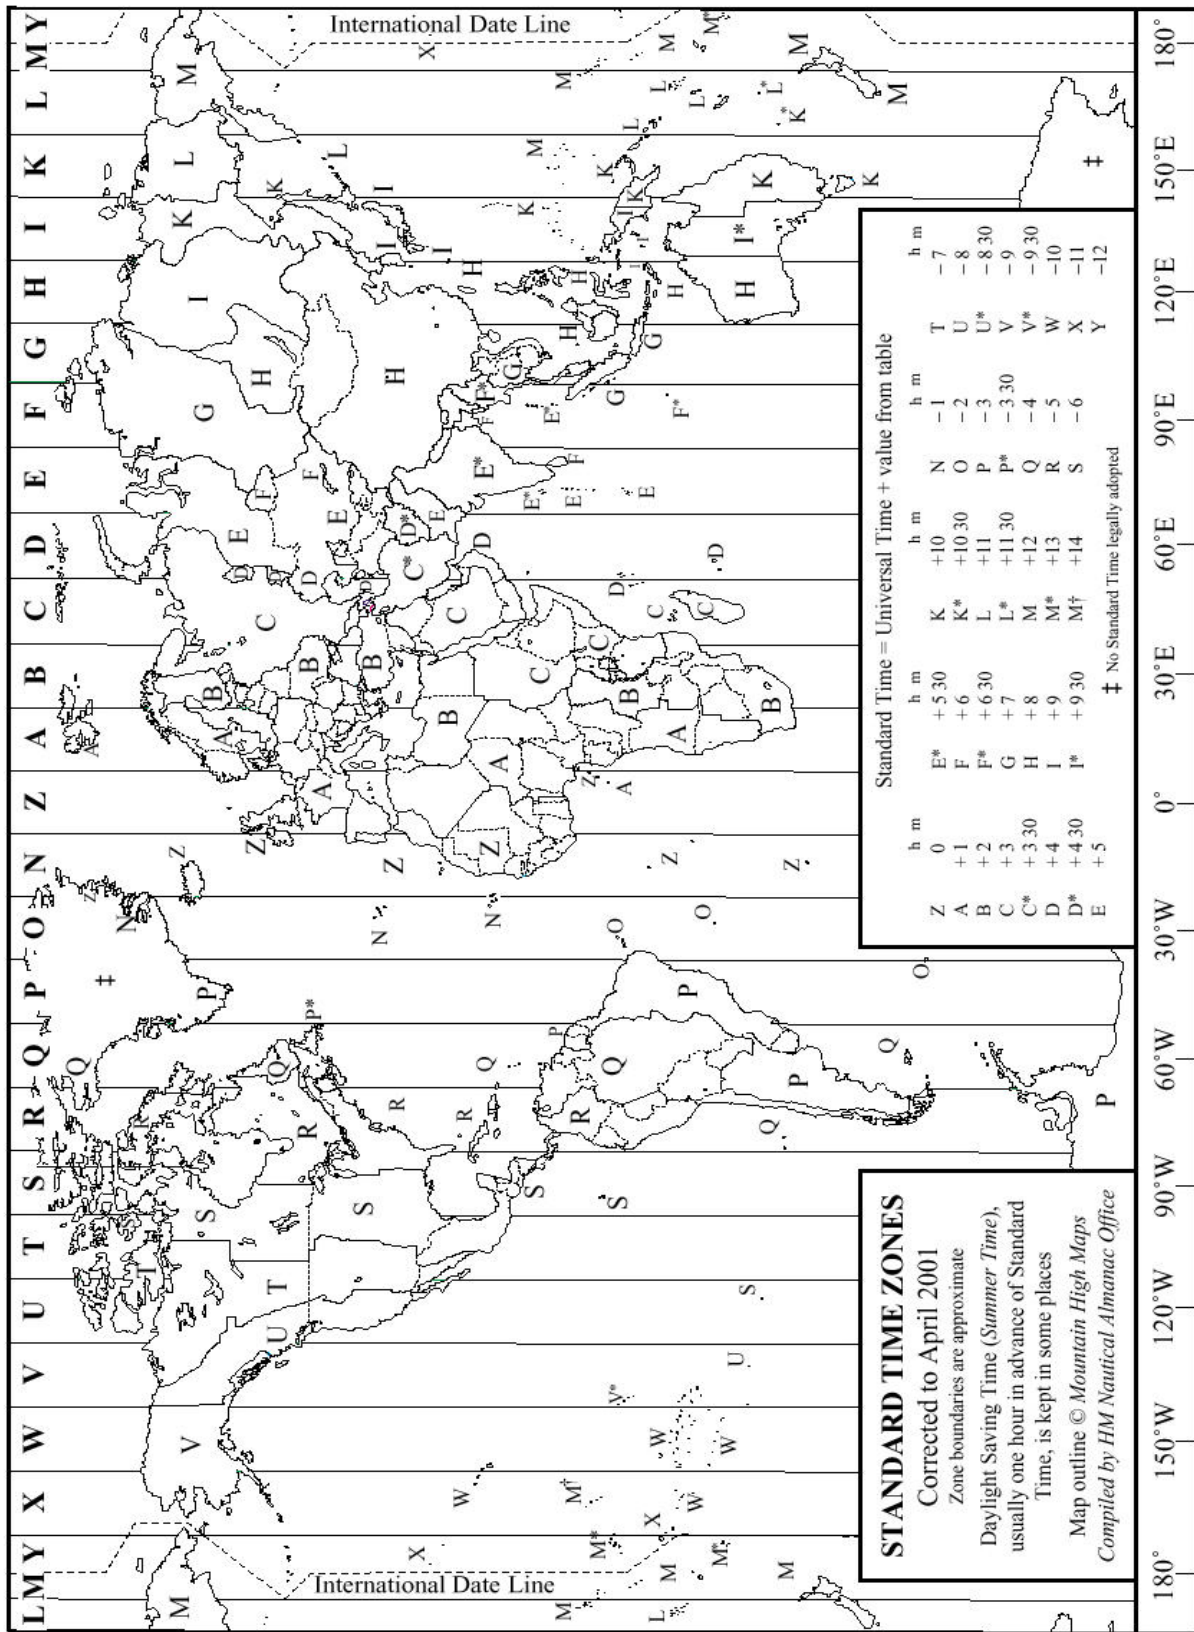 L M Y X W V U T S R Q P O N Z A B C D E F G H I K L M Y
Q ‡ z A
T S R N
M V S P Z B K L M
S Z A G I
U T R Q Z B C D E F H K
D
P* A B D F
International Date Line
International Date Line
S B D E I L
R N Z C* D* E H I I
X X
W R Q N Z B C E* F F* G H
Z A C D G
M M† P C E* F H K M M
M* S R Q O Z A B C E G H K L
V* S
X W I K
M W A C F* H L M
L W Z D
M* W O
U S P B H I* K L* M*
M Q P Z K* M
Q K M
O
P ‡
STANDARD TIME ZONES
Corrected to April 2001
Zone boundaries are approximate
Daylight Saving Time (Summer Time),
usually one hour in advance of Standard
Time, is kept in some places
Map outline © Mountain High Maps
Compiled by HM Nautical Almanac Office
Standard Time = Universal Time + value from table
h m h m h m h m h m
Z 0 E* +5 30 K +10 N −1 T −7
A +1 F +6 K* +10 30 O −2 U −8
B +2 F* +6 30 L +11 P −3 U* −8 30
C +3 G +7 L* +11 30 P* −3 30 V −9
C* +3 30 H +8 M +12 Q −4 V* −9 30
D +4 I +9 M* +13 R −5 W −10
D* +4 30 I* +9 30 M† +14 S −6 X −11
E +5 ‡ No Standard Time legally adopted Y −12
180° 150°W 120°W 90°W 60°W 30°W 0° 30°E 60°E 90°E 120°E 150°E 180°